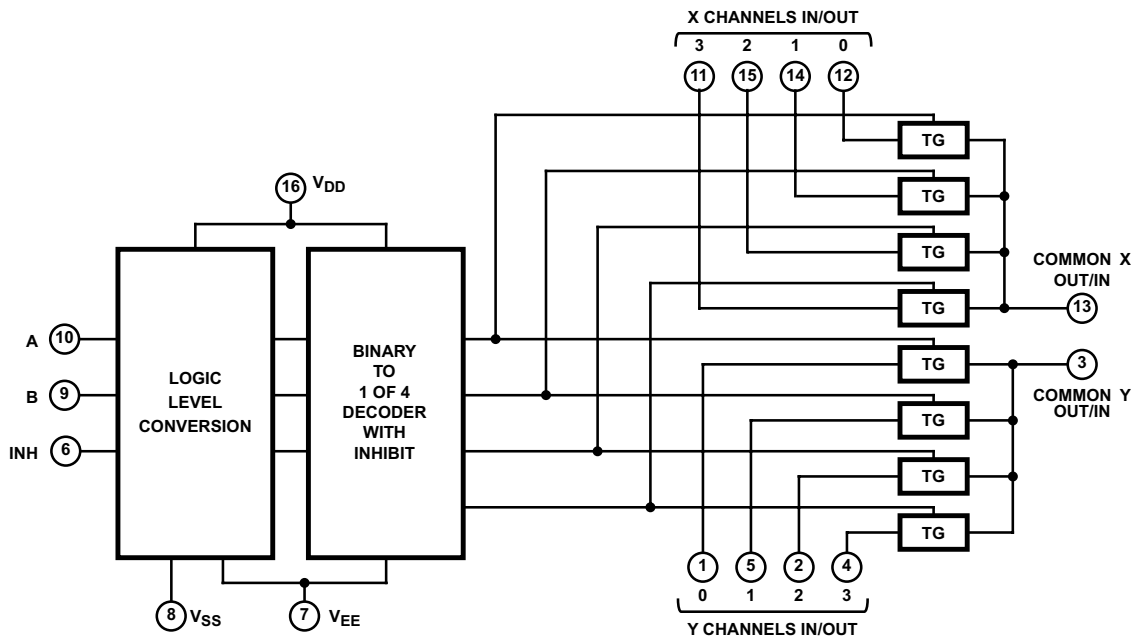 X CHANNELS IN/OUT
3 2 1 0
11 15 14 12
TG
TG
TG
TG
COMMON X
OUT/IN
13
16 VDD
A 10
B 9
INH 6
LOGIC
LEVEL
CONVERSION
BINARY
TO
1 OF 4
DECODER
WITH
INHIBIT
TG
TG
TG
TG
3
COMMON Y
OUT/IN
1 5 2 4
0 1 2 3
Y CHANNELS IN/OUT
8 VSS
7 VEE